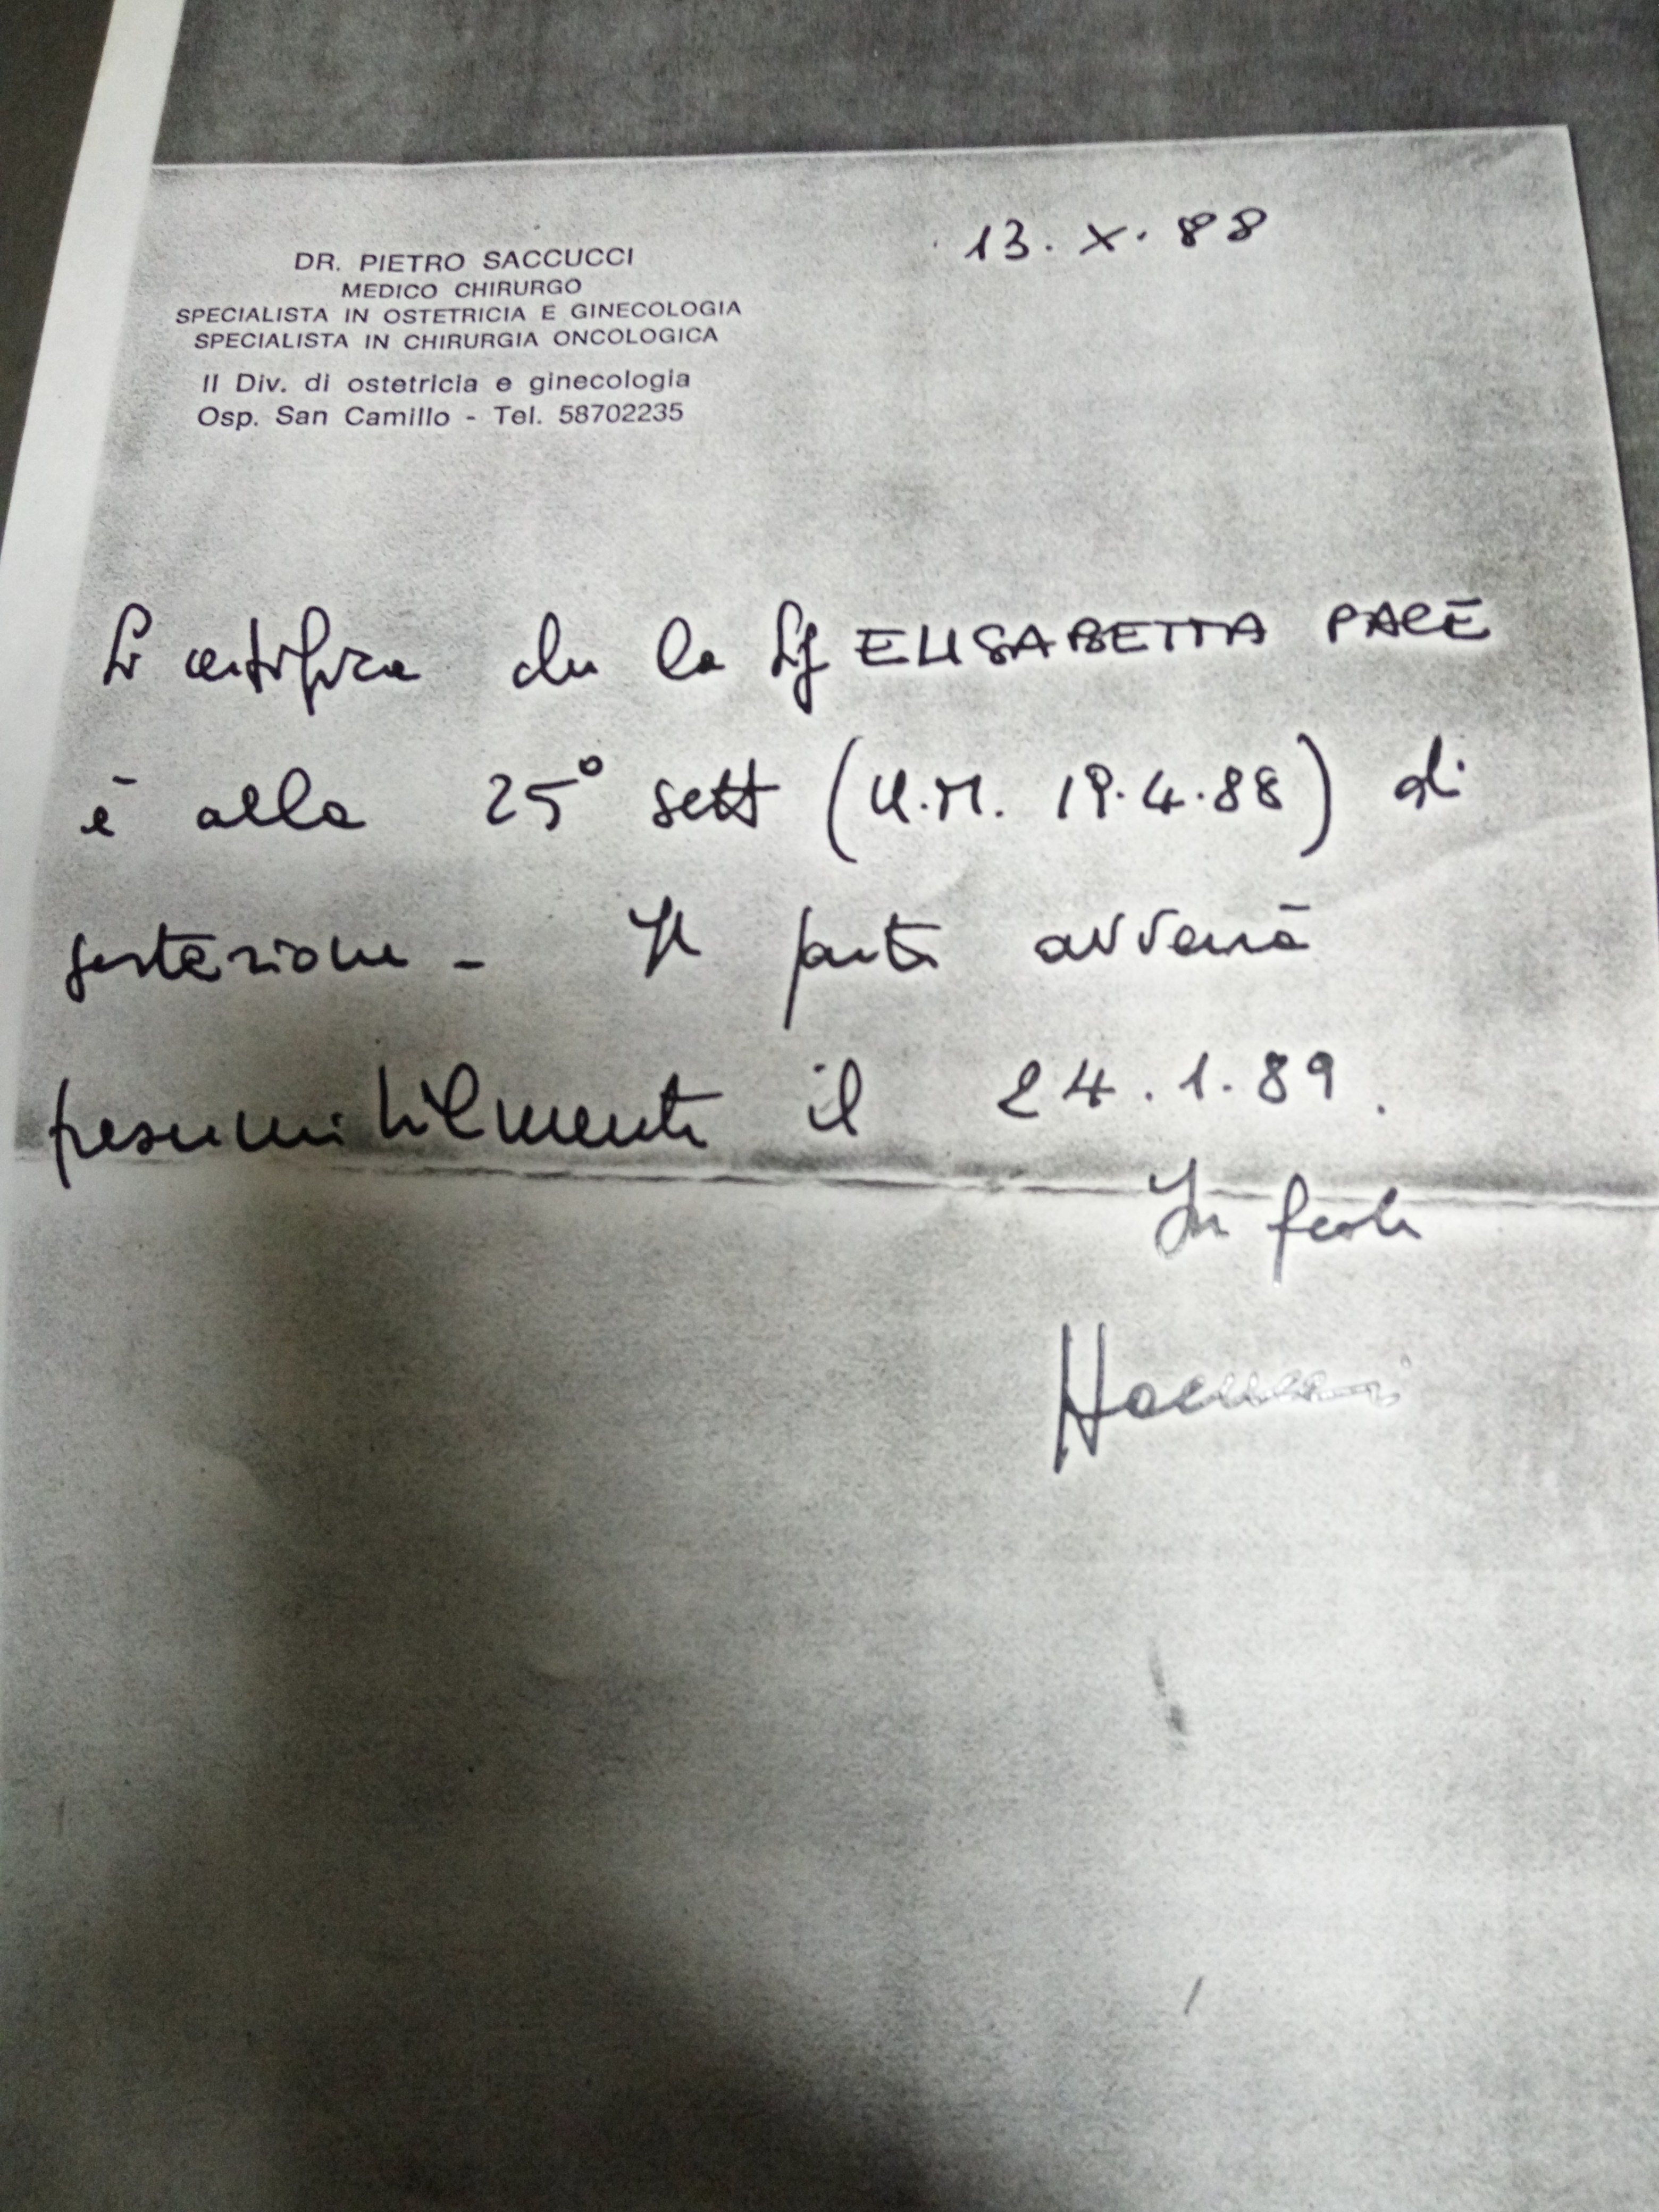 13. X. 88
DR. PIETRO SACCUCCI
MEDICO CHIRURGO
SPECIALISTA IN OSTETRICIA E GINECOLOGIA
SPECIALISTA IN CHIRURGIA ONCOLOGICA
II Div. di ostetricia e ginecologia
Osp. San Camillo - Tel. 58702235
Si certifica che la Sg ELISABETTA PACE
è alla 25° sett (U.M. 19.4.88) di
gestazione - Il parto avverrà
presumibilmente il 24.1.89.
In fede